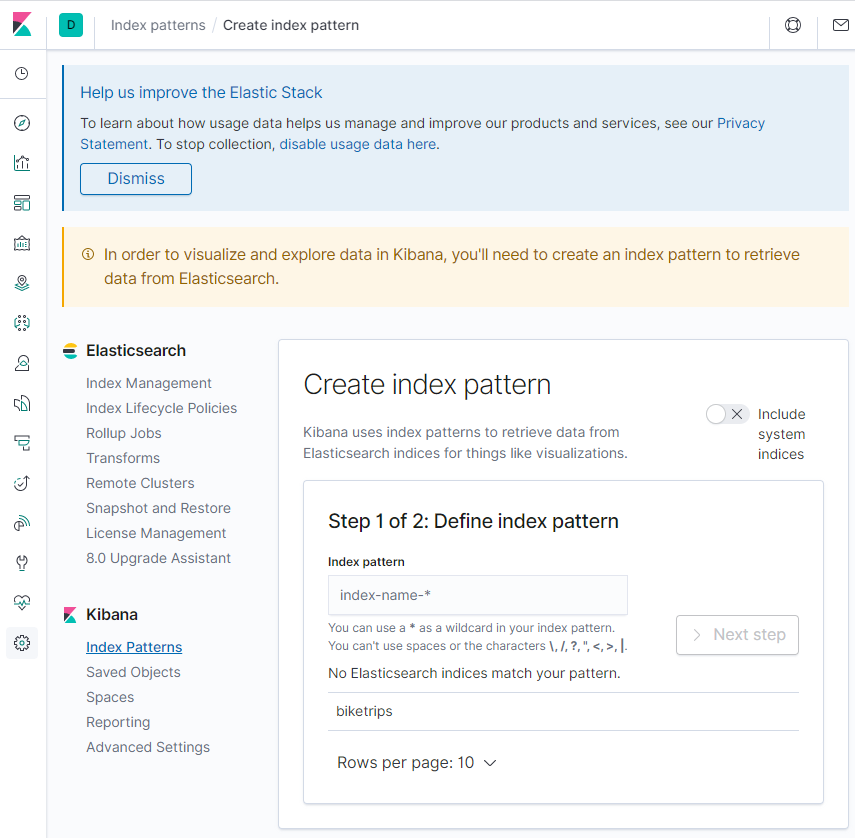 D
Index patterns / Create index pattern
Help us improve the Elastic Stack
To learn about how usage data helps us manage and improve our products and services, see our Privacy
Statement. To stop collection, disable usage data here.
Dismiss
In order to visualize and explore data in Kibana, you'll need to create an index pattern to retrieve
data from Elasticsearch.
Elasticsearch
Index Management
Index Lifecycle Policies
Rollup Jobs
Transforms
Remote Clusters
Snapshot and Restore
License Management
8.0 Upgrade Assistant
Kibana
Index Patterns
Saved Objects
Spaces
Reporting
Advanced Settings
Create index pattern
Kibana uses index patterns to retrieve data from
Elasticsearch indices for things like visualizations.
Include
system
indices
Step 1 of 2: Define index pattern
Index pattern
index-name-*
You can use a * as a wildcard in your index pattern.
You can't use spaces or the characters \, /, ?, ", <, >, |.
Next step
No Elasticsearch indices match your pattern.
biketrips
Rows per page: 10